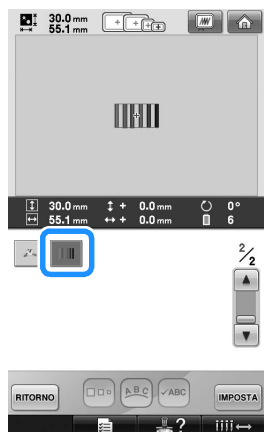 30.0 mm
55.1 mm
30.0 mm + 0.0 mm 0°
55.1 mm + 0.0 mm 6
2/2
RITORNO ABC ✓ABC IMPOSTA
?